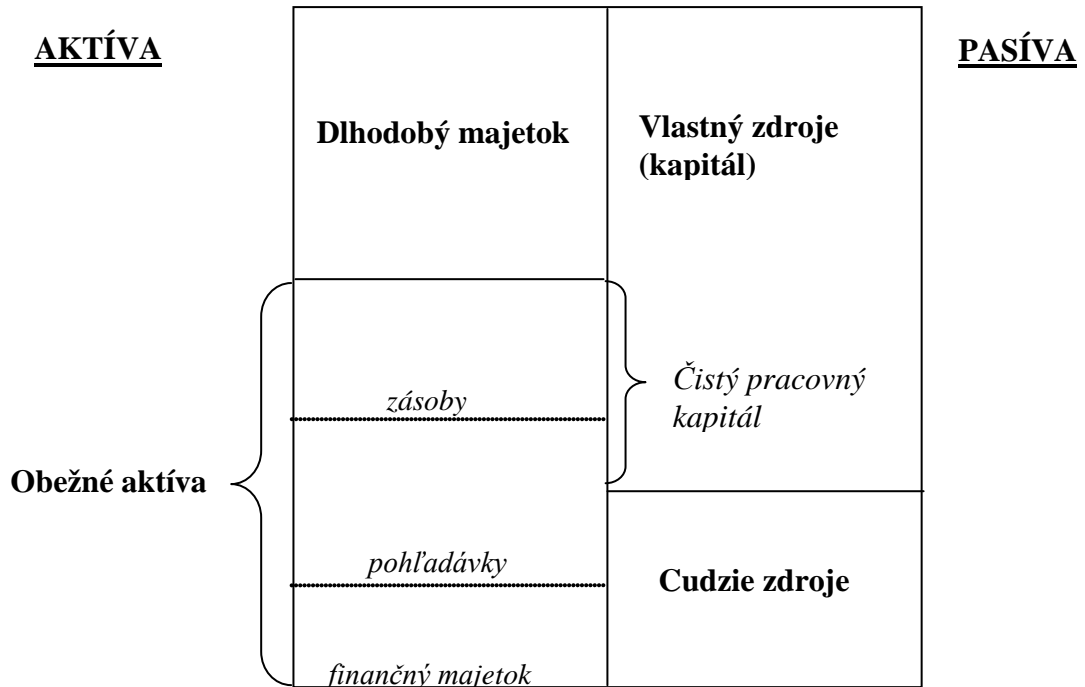 AKTÍVA
PASÍVA
Dlhodobý majetok
Vlastný zdroje
(kapitál)
zásoby
Čistý pracovný
kapitál
Obežné aktíva
pohľadávky
Cudzie zdroje
finančný majetok